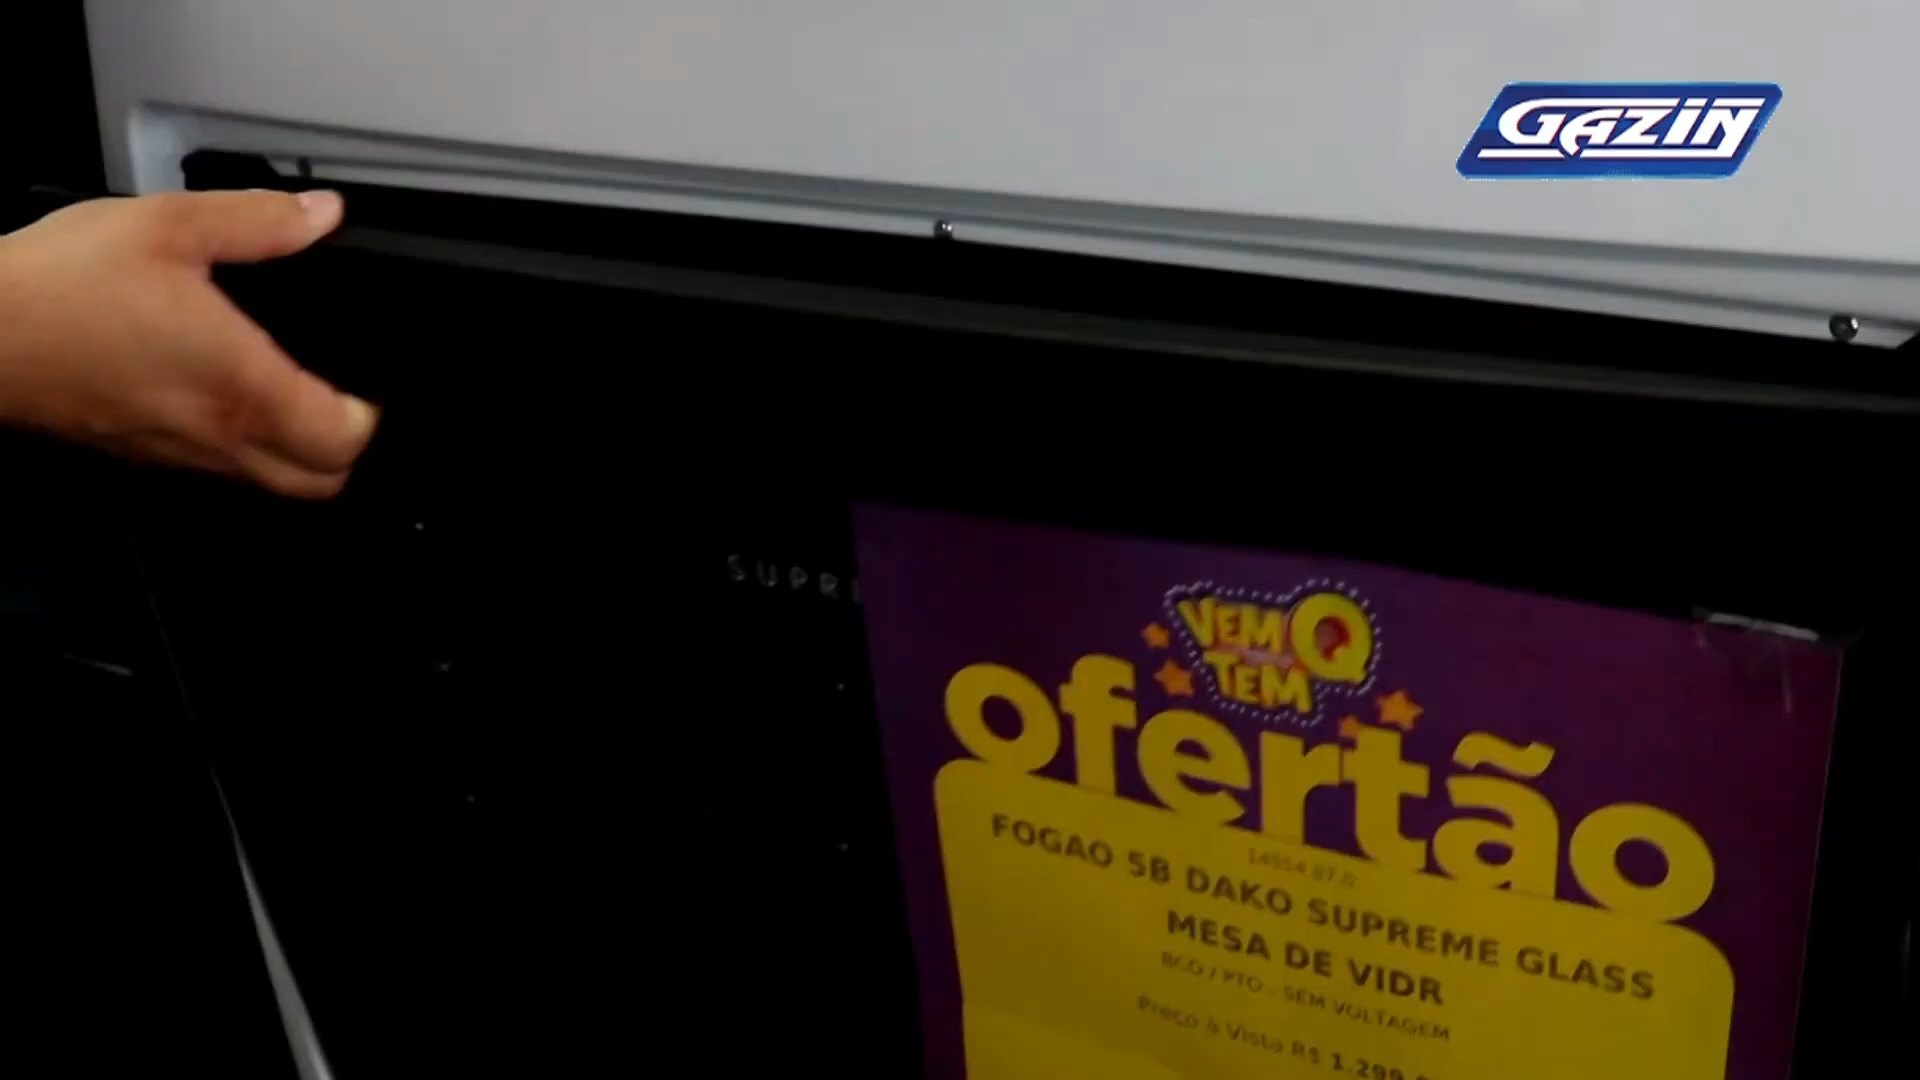 GAZIN
SUPR
VEM Q
TEM
ofertão
FOGAO 5B DAKO SUPREME GLASS
MESA DE VIDR
BCO / PTO - SEM VOLTAGEM
Preço à Vista R$ 1.299